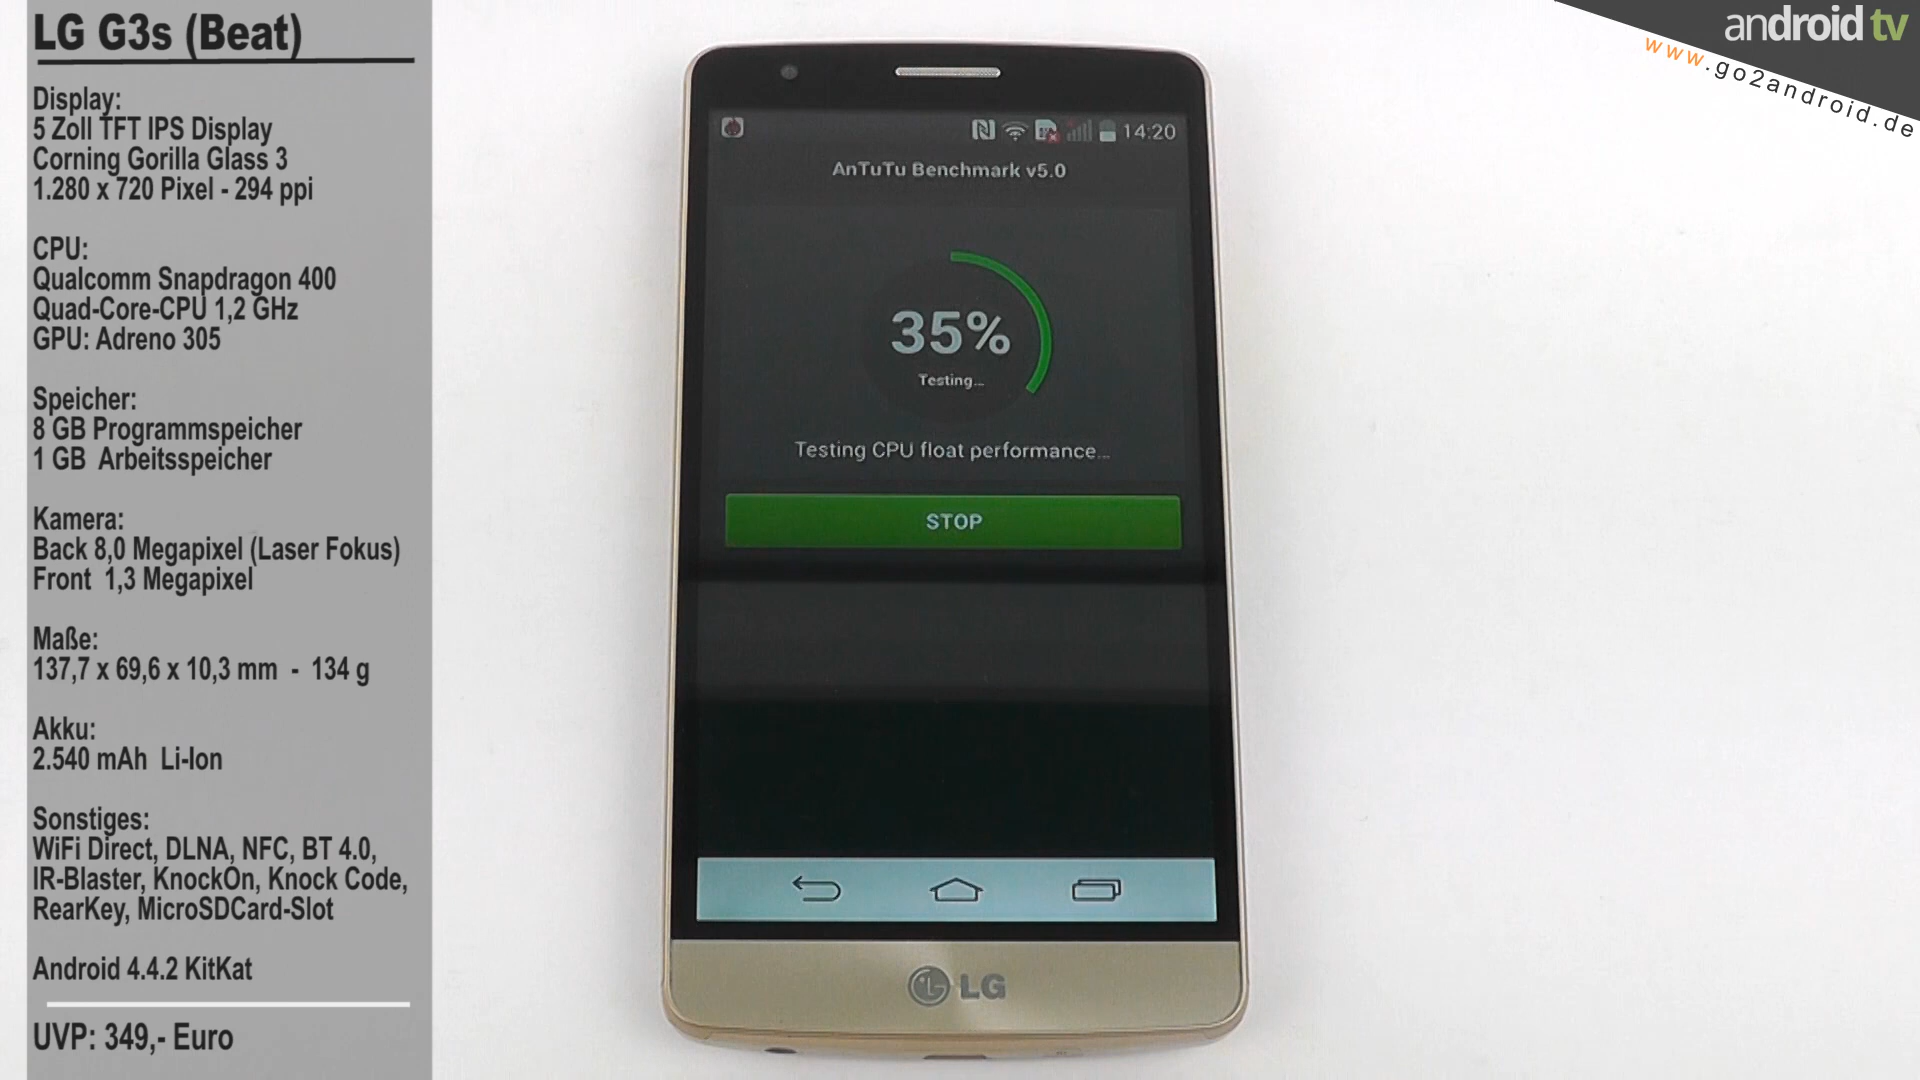 LG G3s (Beat)
Display:
5 Zoll TFT IPS Display
Corning Gorilla Glass 3
1.280 x 720 Pixel - 294 ppi
CPU:
Qualcomm Snapdragon 400
Quad-Core-CPU 1,2 GHz
GPU: Adreno 305
Speicher:
8 GB Programmspeicher
1 GB Arbeitsspeicher
Kamera:
Back 8,0 Megapixel (Laser Fokus)
Front 1,3 Megapixel
Maße:
137,7 x 69,6 x 10,3 mm - 134 g
Akku:
2.540 mAh Li-Ion
Sonstiges:
WiFi Direct, DLNA, NFC, BT 4.0,
IR-Blaster, KnockOn, Knock Code,
RearKey, MicroSDCard-Slot
Android 4.4.2 KitKat
UVP: 349,- Euro
14:20
AnTuTu Benchmark v5.0
35%
Testing...
Testing CPU float performance...
STOP
LG
android tv
www.go2android.de